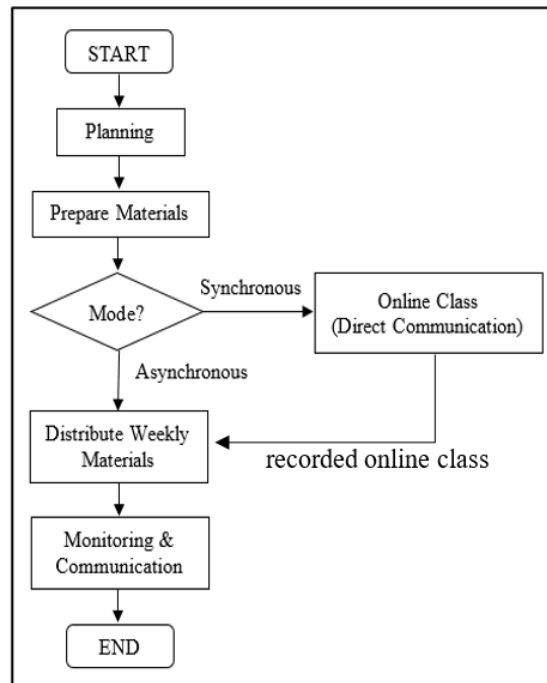 START
Planning
Prepare Materials
Mode?
Synchronous
Online Class
(Direct Communication)
Asynchronous
Distribute Weekly
Materials
recorded online class
Monitoring &
Communication
END